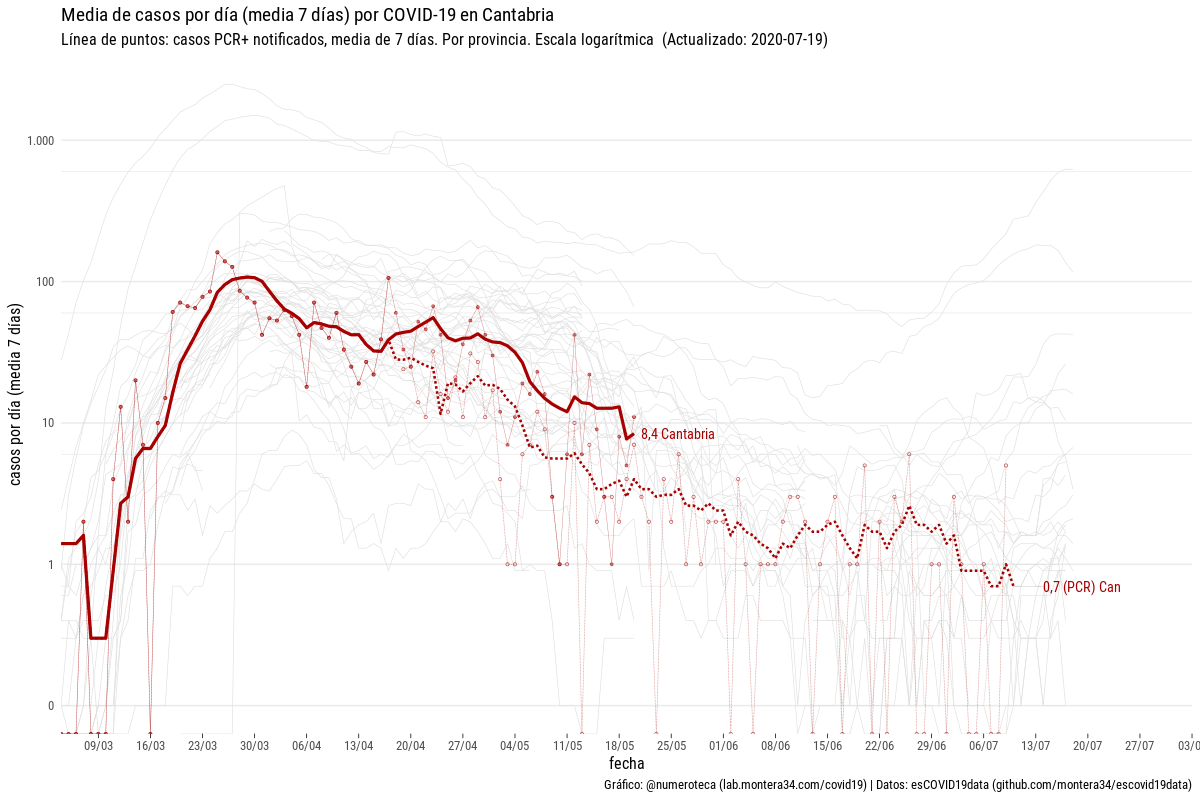 Media de casos por día (media 7 días) por COVID-19 en Cantabria
Línea de puntos: casos PCR+ notificados, media de 7 días. Por provincia. Escala logarítmica  (Actualizado: 2020-07-19)
casos por día (media 7 días)
1.000
100
10
1
0
8,4 Cantabria
0,7 (PCR) Can
09/03 16/03 23/03 30/03 06/04 13/04 20/04 27/04 04/05 11/05 18/05 25/05 01/06 08/06 15/06 22/06 29/06 06/07 13/07 20/07 27/07 03/0
fecha
Gráfico: @numeroteca (lab.montera34.com/covid19) | Datos: esCOVID19data (github.com/montera34/escovid19data)